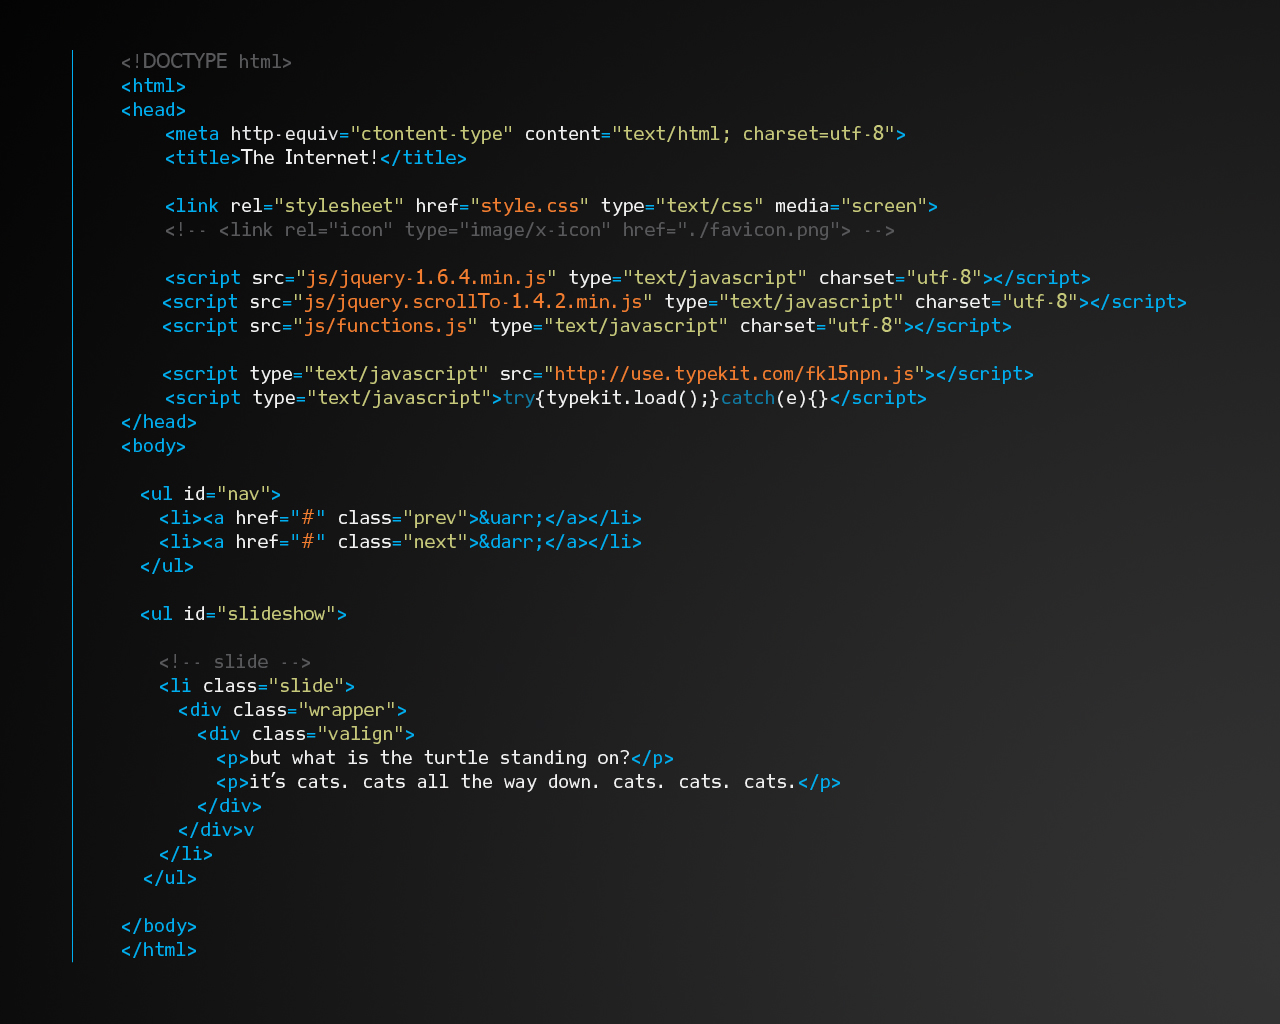 <!DOCTYPE html>
<html>
<head>
<meta http-equiv="ctontent-type" content="text/html; charset=utf-8">
<title>The Internet!</title>
<link rel="stylesheet" href="style.css" type="text/css" media="screen">
<!-- <link rel="icon" type="image/x-icon" href="./favicon.png"> -->
<script src="js/jquery-1.6.4.min.js" type="text/javascript" charset="utf-8"></script>
<script src="js/jquery.scrollTo-1.4.2.min.js" type="text/javascript" charset="utf-8"></script>
<script src="js/functions.js" type="text/javascript" charset="utf-8"></script>
<script type="text/javascript" src="http://use.typekit.com/fkl5npn.js"></script>
<script type="text/javascript">try{typekit.load();}catch(e){}</script>
</head>
<body>
<ul id="nav">
<li><a href="#" class="prev">&uarr;</a></li>
<li><a href="#" class="next">&darr;</a></li>
</ul>
<ul id="slideshow">
<!-- slide -->
<li class="slide">
<div class="wrapper">
<div class="valign">
<p>but what is the turtle standing on?</p>
<p>it’s cats. cats all the way down. cats. cats. cats.</p>
</div>
</div>v
</li>
</ul>
</body>
</html>